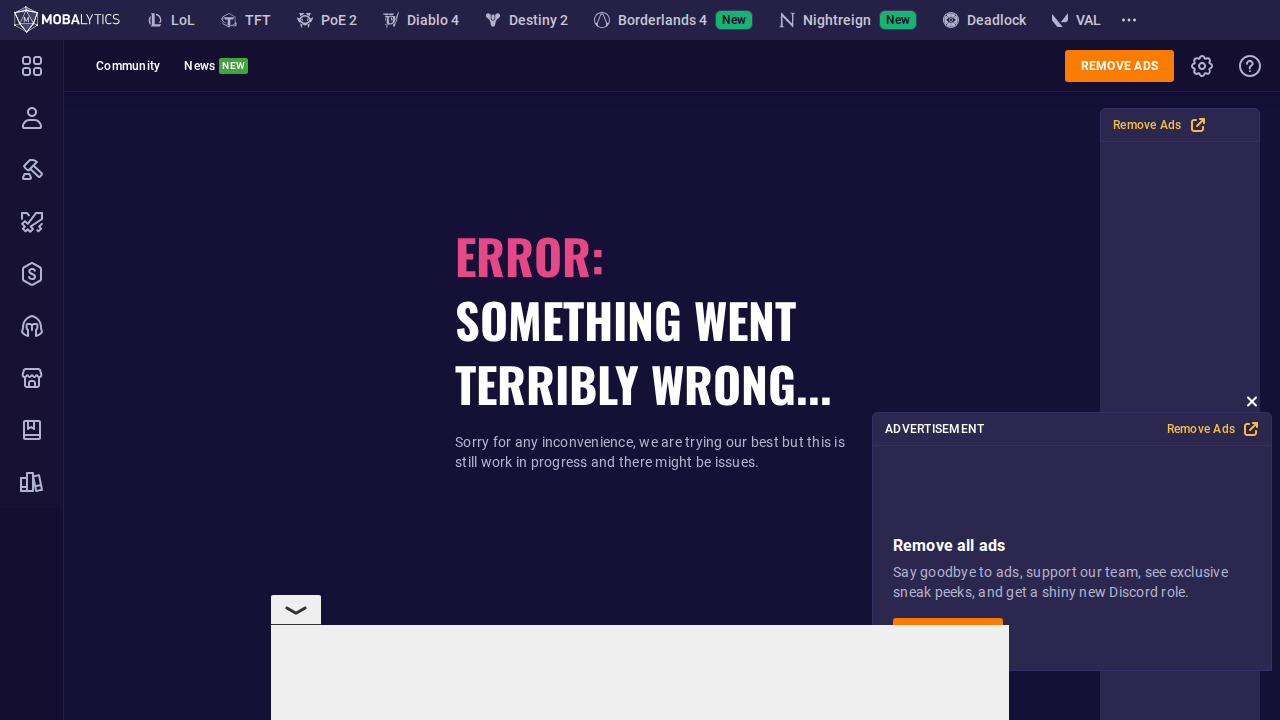 MOBALYTICS LoL TFT PoE 2 Diablo 4 Destiny 2 Borderlands 4 New Nightreign New Deadlock VAL
Community News NEW REMOVE ADS
Remove Ads
ERROR:
SOMETHING WENT
TERRIBLY WRONG...
Sorry for any inconvenience, we are trying our best but this is
still work in progress and there might be issues.
ADVERTISEMENT Remove Ads
Remove all ads
Say goodbye to ads, support our team, see exclusive
sneak peeks, and get a shiny new Discord role.